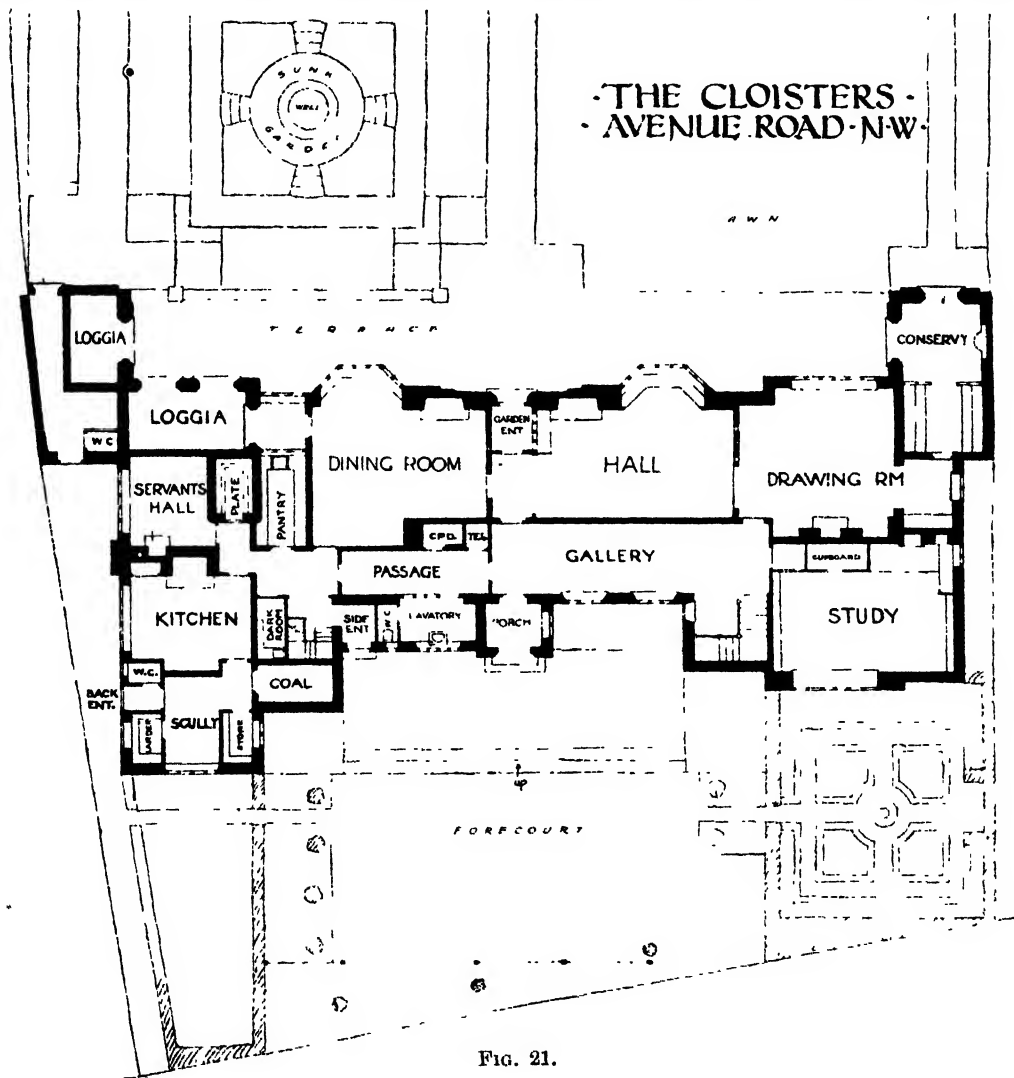 SUNK
WELL
GARDEN
·THE CLOISTERS·
· AVENUE ROAD·N·W·
AWN
TERRACE
LOGGIA
CONSERVY
LOGGIA
GARDEN
ENT
W C
DINING ROOM
HALL
DRAWING RM
SERVANTS
HALL
PLATE
PANTRY
CPD.
TEL
GALLERY
CUPBOARD
PASSAGE
KITCHEN
DARK
ROOM
SIDE
ENT
W C
LAVATORY
PORCH
STUDY
W.C.
BACK
ENT.
COAL
SCULLY
LARDER
STORE
up
FORECOURT
FIG. 21.